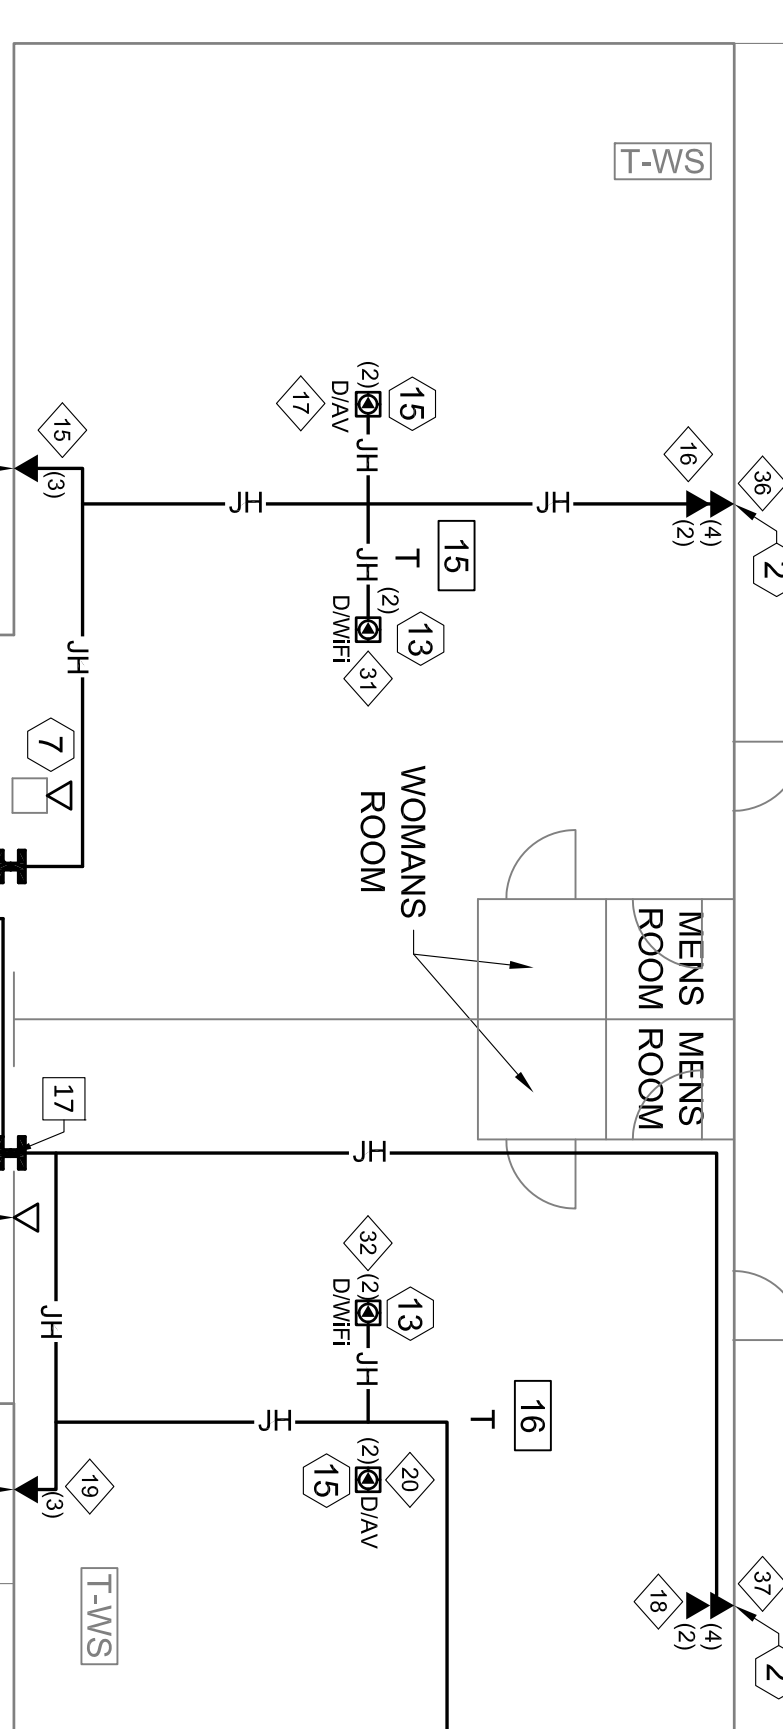 T-WS
36
16
(4)
(2)
2
(2)
15
D/AV
17
JH
15
(3)
JH
JH
15
T
JH
(2)
13
D/WiFi
31
JH
7
WOMANS
ROOM
MENS
ROOM
MENS
ROOM
17
JH
32
(2)
13
D/WiFi
JH
JH
16
T
JH
(2)
20
15
D/AV
19
(3)
T-WS
37
18
(4)
(2)
2